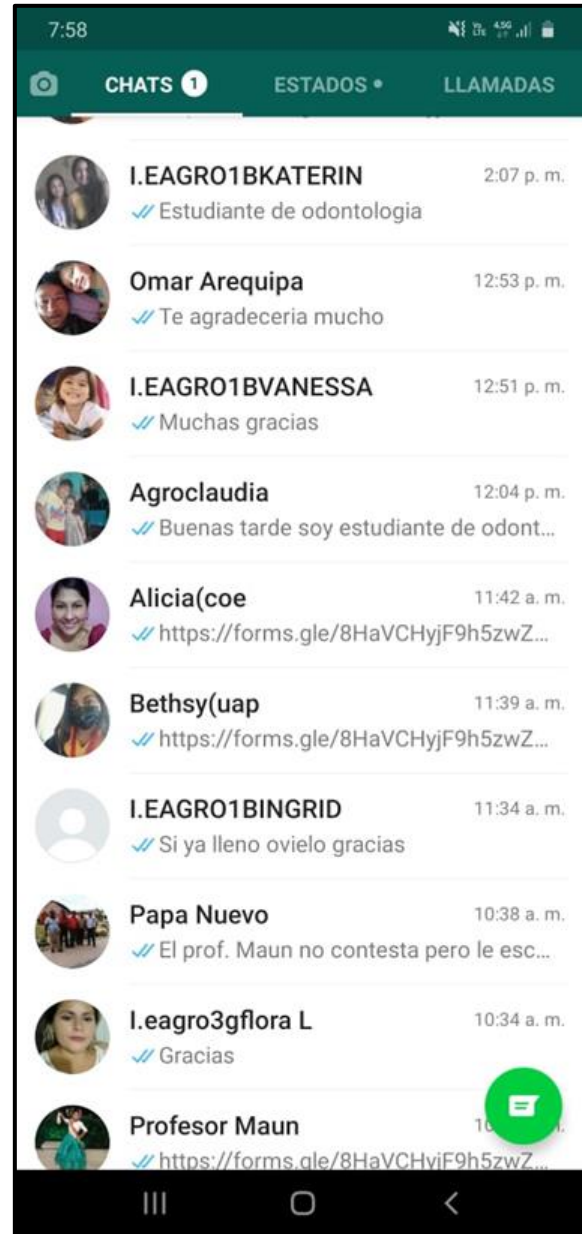 7:58
CHATS 1 ESTADOS LLAMADAS
I.EAGRO1BKATERIN 2:07 p. m.
Estudiante de odontologia
Omar Arequipa 12:53 p. m.
Te agradeceria mucho
I.EAGRO1BVANESSA 12:51 p. m.
Muchas gracias
Agroclaudia 12:04 p. m.
Buenas tarde soy estudiante de odont...
Alicia(coe 11:42 a. m.
https://forms.gle/8HaVCHyjF9h5zwZ...
Bethsy(uap 11:39 a. m.
https://forms.gle/8HaVCHyjF9h5zwZ...
I.EAGRO1BINGRID 11:34 a. m.
Si ya lleno ovielo gracias
Papa Nuevo 10:38 a. m.
El prof. Maun no contesta pero le esc...
I.eagro3gflora L 10:34 a. m.
Gracias
Profesor Maun
https://forms.gle/8HaVCHyjF9h5zwZ...